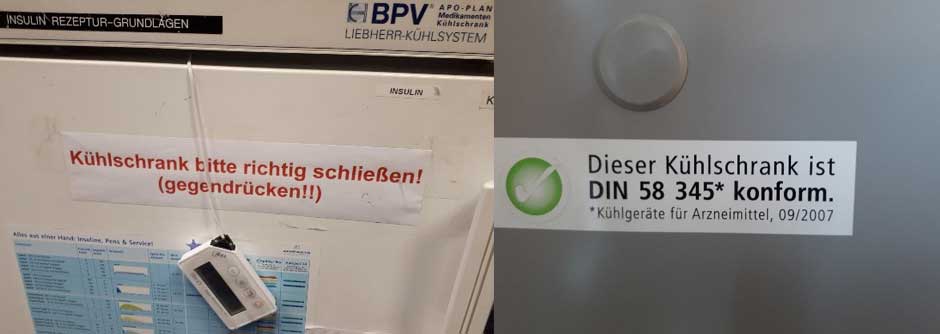 INSULIN REZEPTUR-GRUNDLAGEN
BPV®
APO-PLAN
Medikamenten
Kühlschrank
LIEBHERR-KÜHLSYSTEM
INSULIN
K
Kühlschrank bitte richtig schließen!
(gegendrücken!!)
Alles aus einer Hand: Insuline, Pens & Service!
Dieser Kühlschrank ist
DIN 58 345* konform.
*Kühlgeräte für Arzneimittel, 09/2007